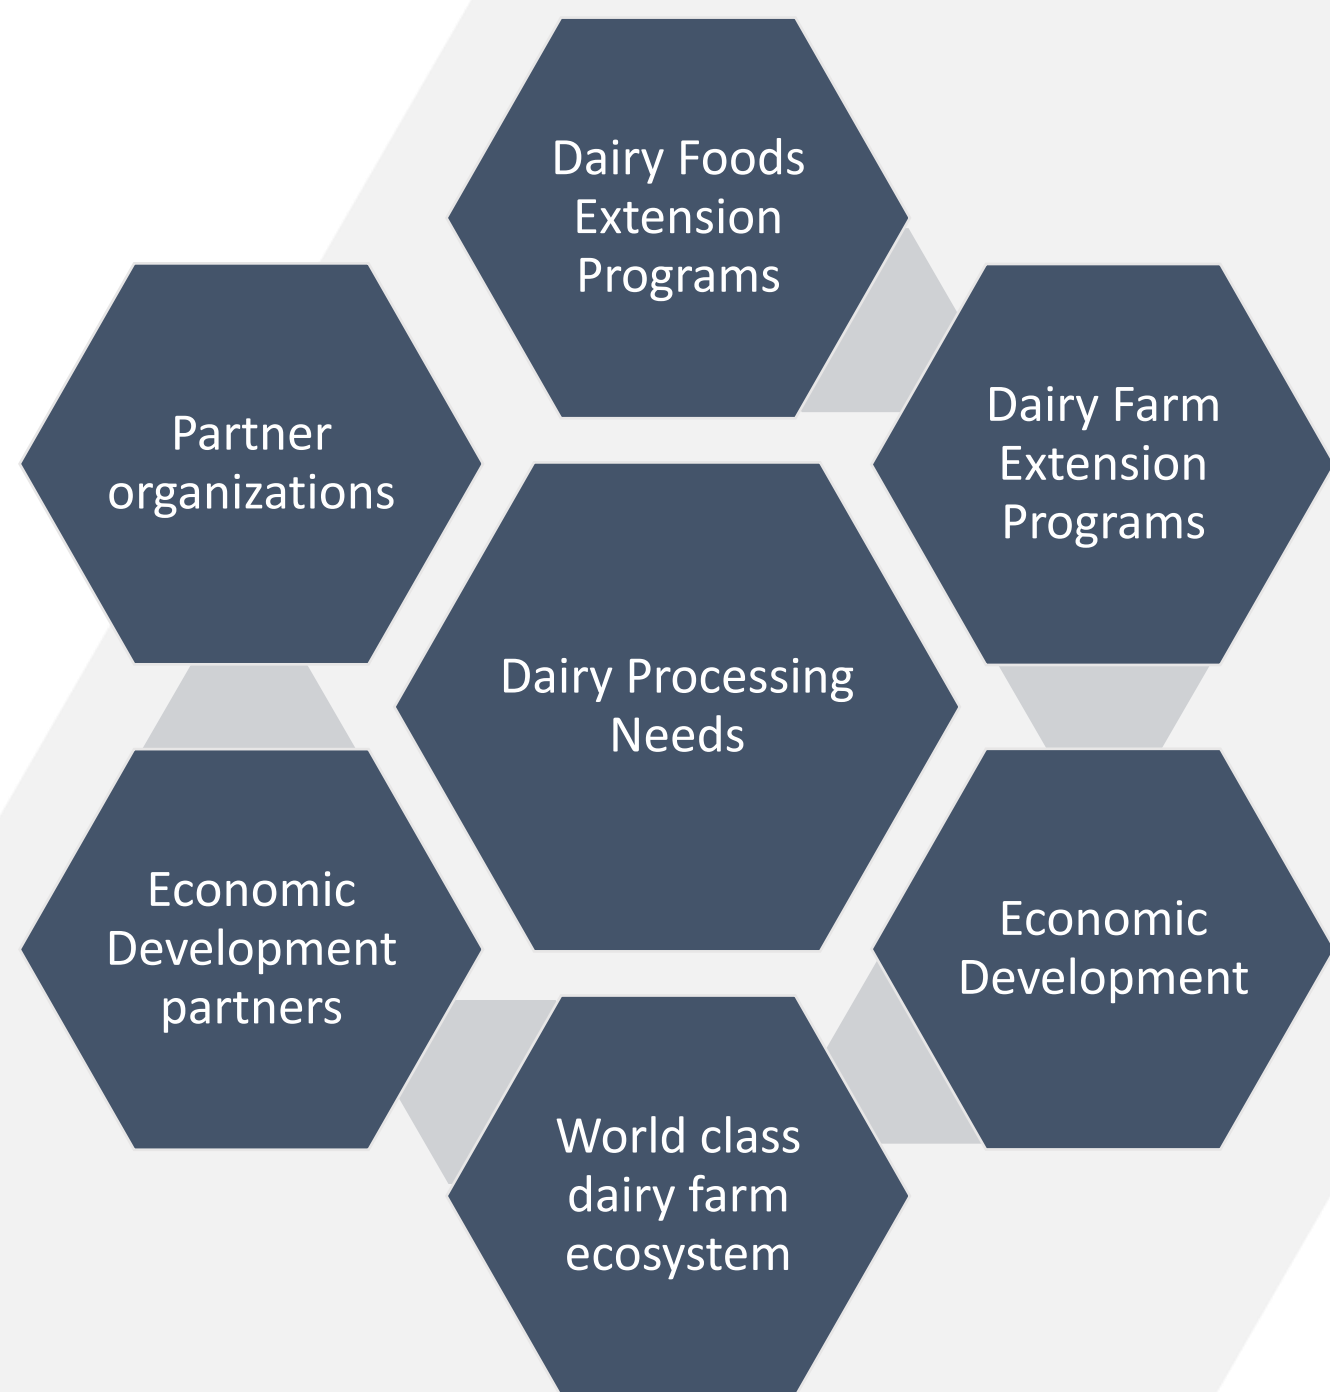 Dairy Foods
Extension
Programs
Dairy Farm
Extension
Programs
Partner
organizations
Dairy Processing
Needs
Economic
Development
partners
Economic
Development
World class
dairy farm
ecosystem